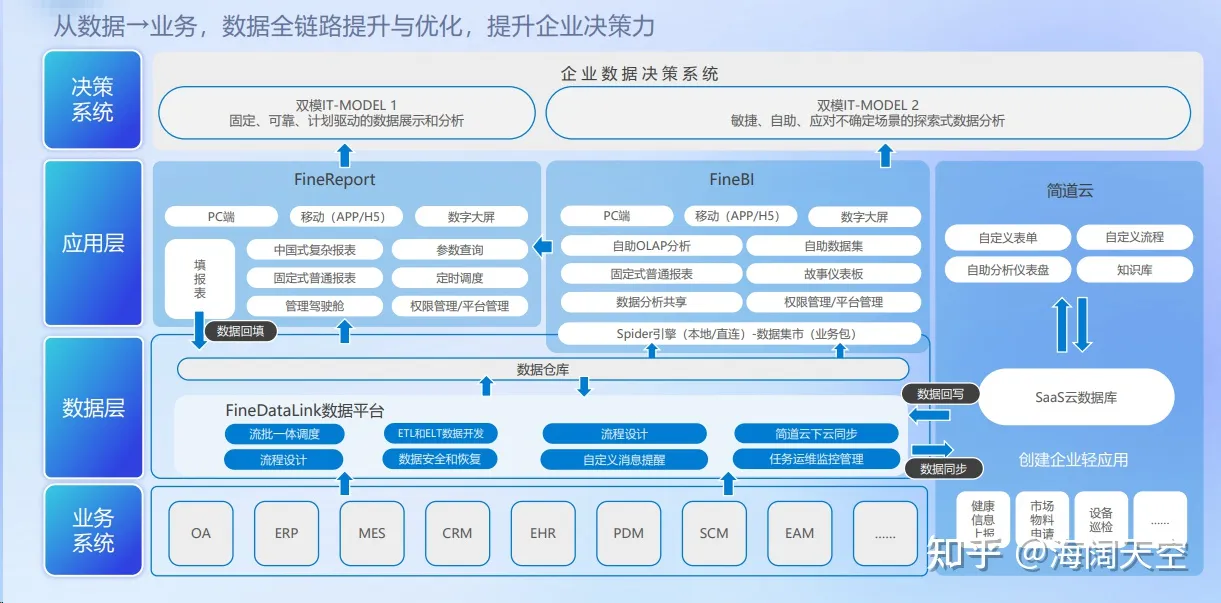 从数据→业务，数据全链路提升与优化，提升企业决策力
决策
系统
企业数据决策系统
双模IT-MODEL 1
固定、可靠、计划驱动的数据展示和分析
双模IT-MODEL 2
敏捷、自助、应对不确定场景的探索式数据分析
应用层
FineReport
PC端
移动（APP/H5）
数字大屏
填
报
表
中国式复杂报表
参数查询
固定式普通报表
定时调度
管理驾驶舱
权限管理/平台管理
数据回填
FineBI
PC端
移动（APP/H5）
数字大屏
自助OLAP分析
自助数据集
固定式普通报表
故事仪表板
数据分析共享
权限管理/平台管理
Spider引擎（本地/直连）-数据集市（业务包）
简道云
自定义表单
自定义流程
自助分析仪表盘
知识库
数据层
数据仓库
FineDataLink数据平台
流批一体调度
ETL和ELT数据开发
流程设计
简道云下云同步
流程设计
数据安全和恢复
自定义消息提醒
任务运维监控管理
数据回写
数据同步
SaaS云数据库
创建企业轻应用
健康
信息
上报
市场
物料
申请
设备
巡检
......
业务
系统
OA
ERP
MES
CRM
EHR
PDM
SCM
EAM
......
知乎 @海阔天空